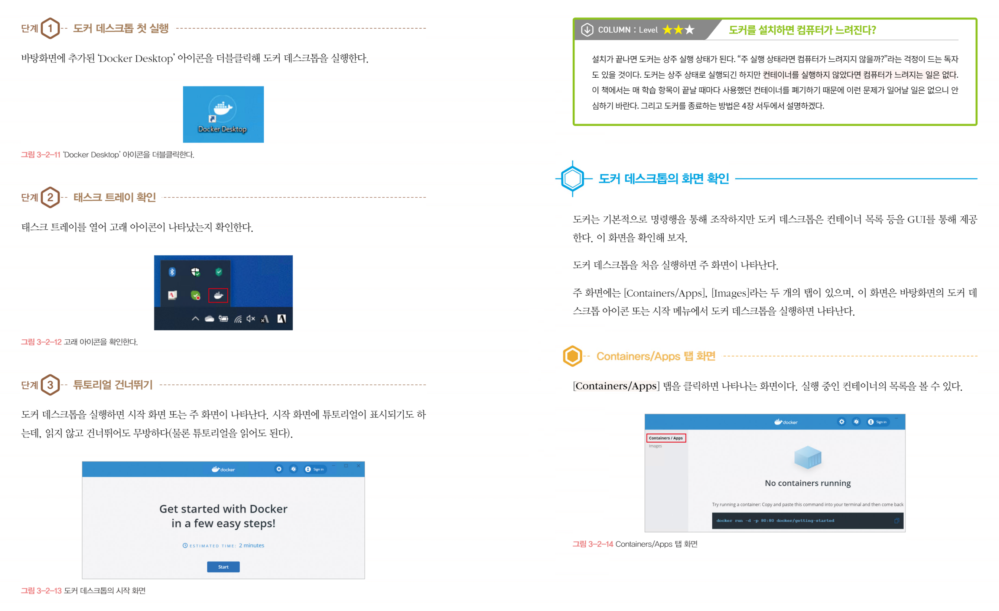 단계 1 도커 데스크톱 첫 실행
바탕화면에 추가된 ‘Docker Desktop’ 아이콘을 더블클릭해 도커 데스크톱을 실행한다.
Docker Desktop
그림 3-2-11 ‘Docker Desktop’ 아이콘을 더블클릭한다.
단계 2 태스크 트레이 확인
태스크 트레이를 열어 고래 아이콘이 나타났는지 확인한다.
그림 3-2-12 고래 아이콘을 확인한다.
단계 3 튜토리얼 건너뛰기
도커 데스크톱을 실행하면 시작 화면 또는 주 화면이 나타난다. 시작 화면에 튜토리얼이 표시되기도 하
는데, 읽지 않고 건너뛰어도 무방하다(물론 튜토리얼을 읽어도 된다).
docker Sign in
Get started with Docker
in a few easy steps!
ESTIMATED TIME: 2 minutes
Start
그림 3-2-13 도커 데스크톱의 시작 화면
COLUMN : Level 도커를 설치하면 컴퓨터가 느려진다?
설치가 끝나면 도커는 상주 실행 상태가 된다. “주 실행 상태라면 컴퓨터가 느려지지 않을까?”라는 걱정이 드는 독자
도 있을 것이다. 도커는 상주 상태로 실행되긴 하지만 컨테이너를 실행하지 않았다면 컴퓨터가 느려지는 일은 없다.
이 책에서는 매 학습 항목이 끝날 때마다 사용했던 컨테이너를 폐기하기 때문에 이런 문제가 일어날 일은 없으니 안
심하기 바란다. 그리고 도커를 종료하는 방법은 4장 서두에서 설명하겠다.
도커 데스크톱의 화면 확인
도커는 기본적으로 명령행을 통해 조작하지만 도커 데스크톱은 컨테이너 목록 등을 GUI를 통해 제공
한다. 이 화면을 확인해 보자.
도커 데스크톱을 처음 실행하면 주 화면이 나타난다.
주 화면에는 [Containers/Apps], [Images]라는 두 개의 탭이 있으며, 이 화면은 바탕화면의 도커 데
스크톱 아이콘 또는 시작 메뉴에서 도커 데스크톱을 실행하면 나타난다.
Containers/Apps 탭 화면
[Containers/Apps] 탭을 클릭하면 나타나는 화면이다. 실행 중인 컨테이너의 목록을 볼 수 있다.
docker Sign in
Containers / Apps
Images
No containers running
Try running a container: Copy and paste this command into your terminal and then come back
docker run -d -p 80:80 docker/getting-started
그림 3-2-14 Containers/Apps 탭 화면